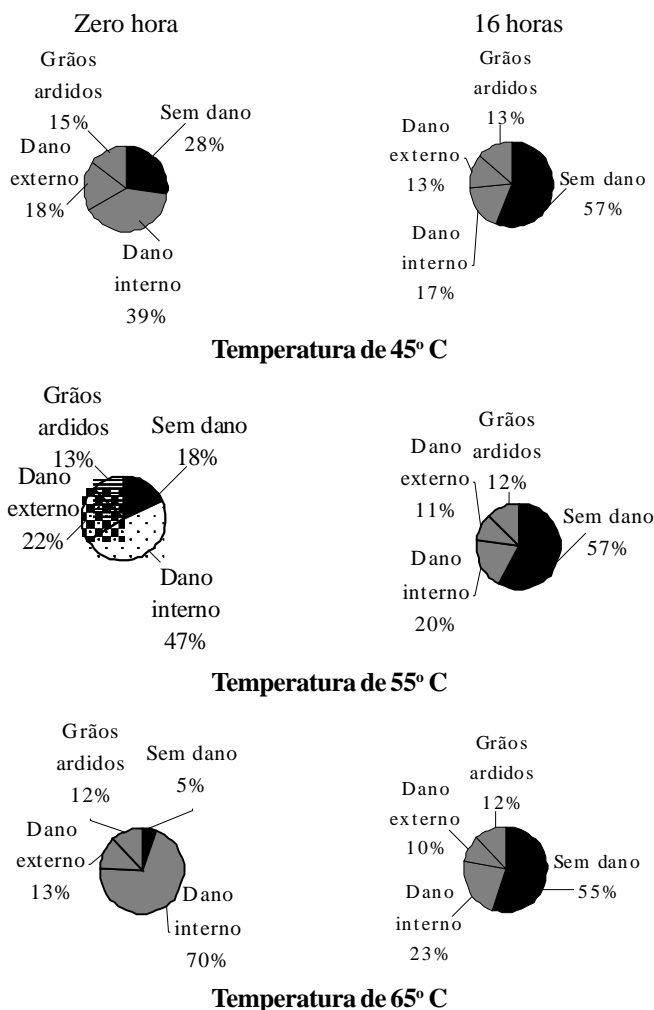 Zero hora
16 horas
Grãos
ardidos
15%
Sem dano
28%
Dano
externo
18%
Dano
interno
39%
Grãos
ardidos
13%
Dano
externo
13%
Sem dano
57%
Dano
interno
17%
Temperatura de 45º C
Grãos
ardidos
13%
Sem dano
18%
Dano
externo
22%
Dano
interno
47%
Grãos
ardidos
12%
Dano
externo
11%
Sem dano
57%
Dano
interno
20%
Temperatura de 55º C
Grãos
ardidos
12%
Sem dano
5%
Dano
externo
13%
Dano
interno
70%
Grãos
ardidos
12%
Dano
externo
10%
Sem dano
55%
Dano
interno
23%
Temperatura de 65º C